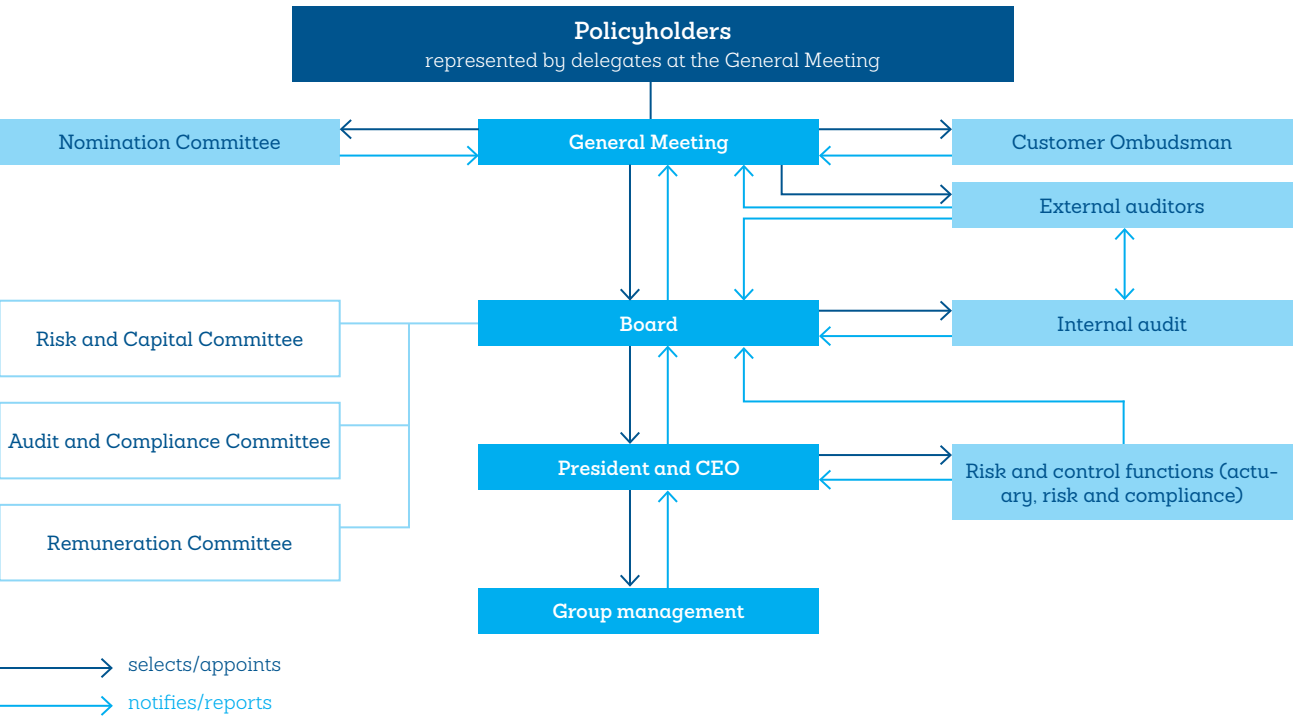 Policyholders
represented by delegates at the General Meeting
Nomination Committee
General Meeting
Customer Ombudsman
External auditors
Risk and Capital Committee
Board
Internal audit
Audit and Compliance Committee
President and CEO
Risk and control functions (actu-
ary, risk and compliance)
Remuneration Committee
Group management
selects/appoints
notifies/reports